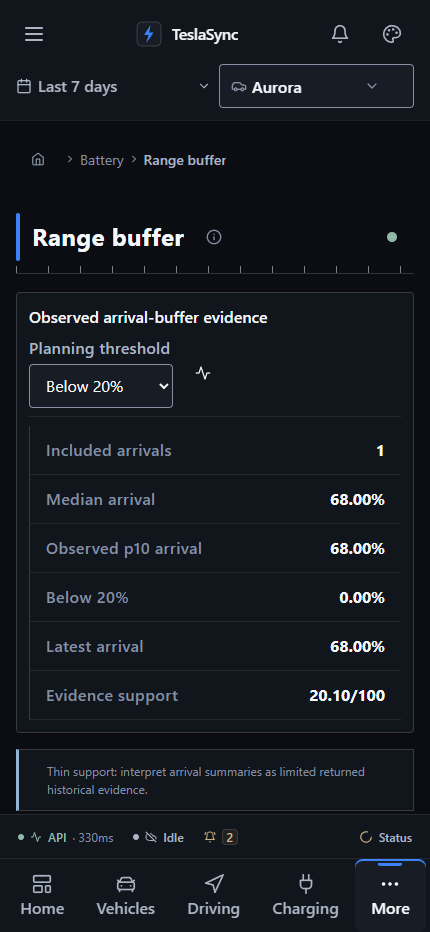 TeslaSync
Last 7 days
Aurora
Battery
Range buffer
Range buffer
Observed arrival-buffer evidence
Planning threshold
Below 20%
Included arrivals
1
Median arrival
68.00%
Observed p10 arrival
68.00%
Below 20%
0.00%
Latest arrival
68.00%
Evidence support
20.10/100
Thin support: interpret arrival summaries as limited returned
historical evidence.
API · 330ms
Idle
2
Status
Home
Vehicles
Driving
Charging
More